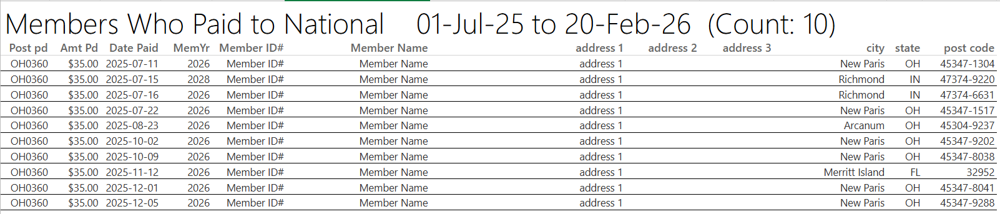 Members Who Paid to National 01-Jul-25 to 20-Feb-26 (Count: 10)
Post pd Amt Pd Date Paid MemYr Member ID# Member Name address 1 address 2 address 3 city state post code
OH0360 $35.00 2025-07-11 2026 Member ID# Member Name address 1 New Paris OH 45347-1304
OH0360 $35.00 2025-07-15 2028 Member ID# Member Name address 1 Richmond IN 47374-9220
OH0360 $35.00 2025-07-16 2026 Member ID# Member Name address 1 Richmond IN 47374-6631
OH0360 $35.00 2025-07-22 2026 Member ID# Member Name address 1 New Paris OH 45347-1517
OH0360 $35.00 2025-08-23 2026 Member ID# Member Name address 1 Arcanum OH 45304-9237
OH0360 $35.00 2025-10-02 2026 Member ID# Member Name address 1 New Paris OH 45347-9202
OH0360 $35.00 2025-10-09 2026 Member ID# Member Name address 1 New Paris OH 45347-8038
OH0360 $35.00 2025-11-12 2026 Member ID# Member Name address 1 Merritt Island FL 32952
OH0360 $35.00 2025-12-01 2026 Member ID# Member Name address 1 New Paris OH 45347-8041
OH0360 $35.00 2025-12-05 2026 Member ID# Member Name address 1 New Paris OH 45347-9288